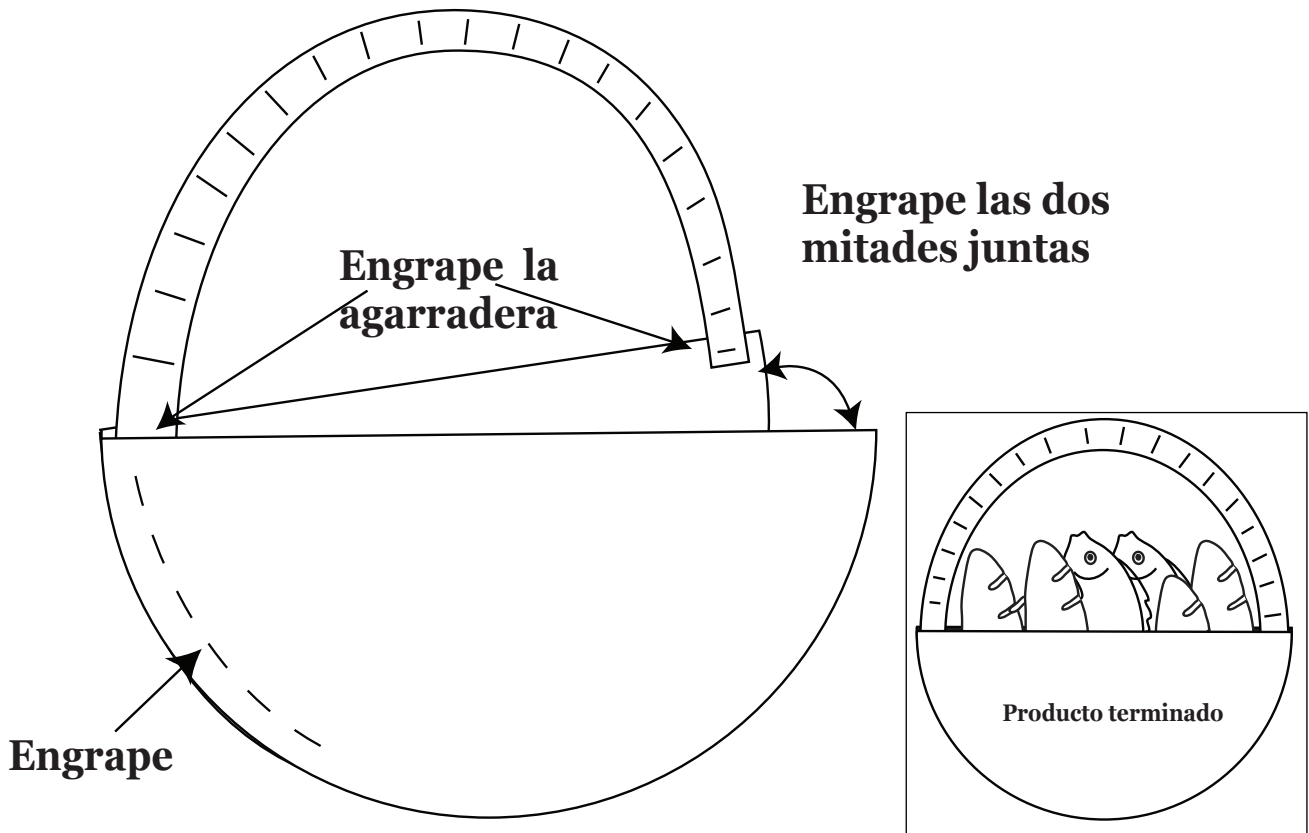 Engrape las dos
mitades juntas
Engrape la
agarradera
Engrape
Producto terminado